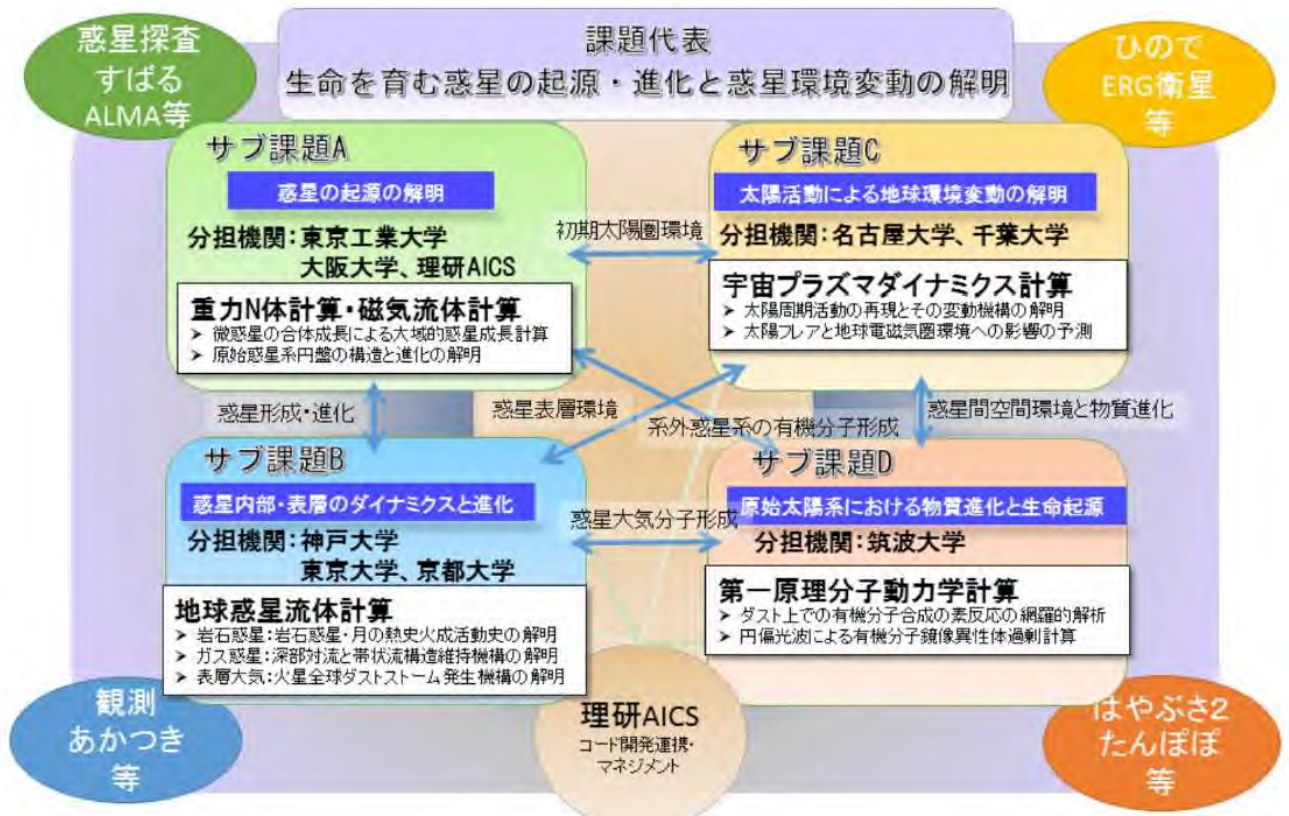 惑星探査
すばる
ALMA等
課題代表
生命を育む惑星の起源・進化と惑星環境変動の解明
ひので
ERG衛星
等
サブ課題A
惑星の起源の解明
分担機関：東京工業大学
大阪大学、理研AICS
重力N体計算・磁気流体計算
➢ 微惑星の合体成長による大域的惑星成長計算
➢ 原始惑星系円盤の構造と進化の解明
初期太陽圏環境
サブ課題C
太陽活動による地球環境変動の解明
分担機関：名古屋大学、千葉大学
宇宙プラズマダイナミクス計算
➢ 太陽周期活動の再現とその変動機構の解明
➢ 太陽フレアと地球電磁気圏環境への影響の予測
惑星形成・進化
惑星表層環境
系外惑星系の有機分子形成
惑星間空間環境と物質進化
サブ課題B
惑星内部・表層のダイナミクスと進化
分担機関：神戸大学
東京大学、京都大学
地球惑星流体計算
➢ 岩石惑星：岩石惑星・月の熱史火成活動史の解明
➢ ガス惑星：深部対流と帯状流構造維持機構の解明
➢ 表層大気：火星全球ダストストーム発生機構の解明
惑星大気分子形成
サブ課題D
原始太陽系における物質進化と生命起源
分担機関：筑波大学
第一原理分子動力学計算
➢ ダスト上での有機分子合成の素反応の網羅的解析
➢ 円偏光波による有機分子鏡像異性体過剰計算
観測
あかつき
等
理研AICS
コード開発連携・
マネジメント
はやぶさ2
たんぽぽ
等